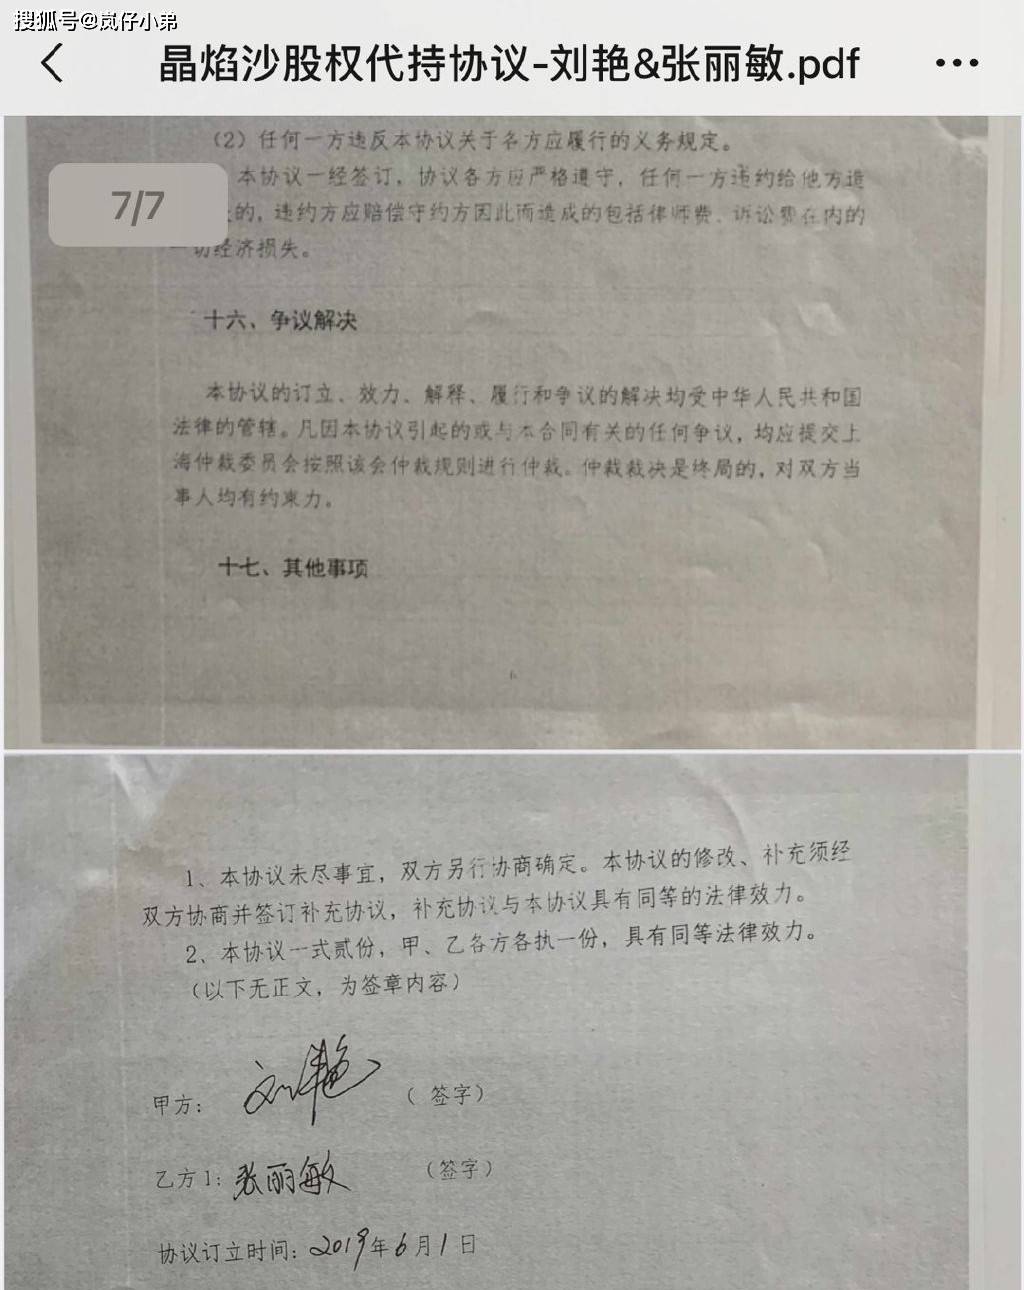 搜狐号@岚仔小弟
晶焰沙股权代持协议-刘艳&张丽敏.pdf
(2) 任何一方违反本协议关于各方应履行的义务规定。
7/7
本协议一经签订，协议各方应严格遵守，任何一方违约给他方造
的，违约方应赔偿守约方因此而造成的包括律师费、诉讼费在内的
一切经济损失。
十六、争议解决
本协议的订立、效力、解释、履行和争议的解决均受中华人民共和国
法律的管辖。凡因本协议引起的或与本合同有关的任何争议，均应提交上
海仲裁委员会按照该会仲裁规则进行仲裁。仲裁裁决是终局的，对双方当
事人均有约束力。
十七、其他事项
6
1、本协议未尽事宜，双方另行协商确定。本协议的修改、补充须经
双方协商并签订补充协议，补充协议与本协议具有同等的法律效力。
2、本协议一式贰份，甲、乙各方各执一份，具有同等法律效力。
（以下无正文，为签章内容）
甲方：刘艳（ 签字）
乙方1：张丽敏（签字）
协议订立时间：2019年6月1日